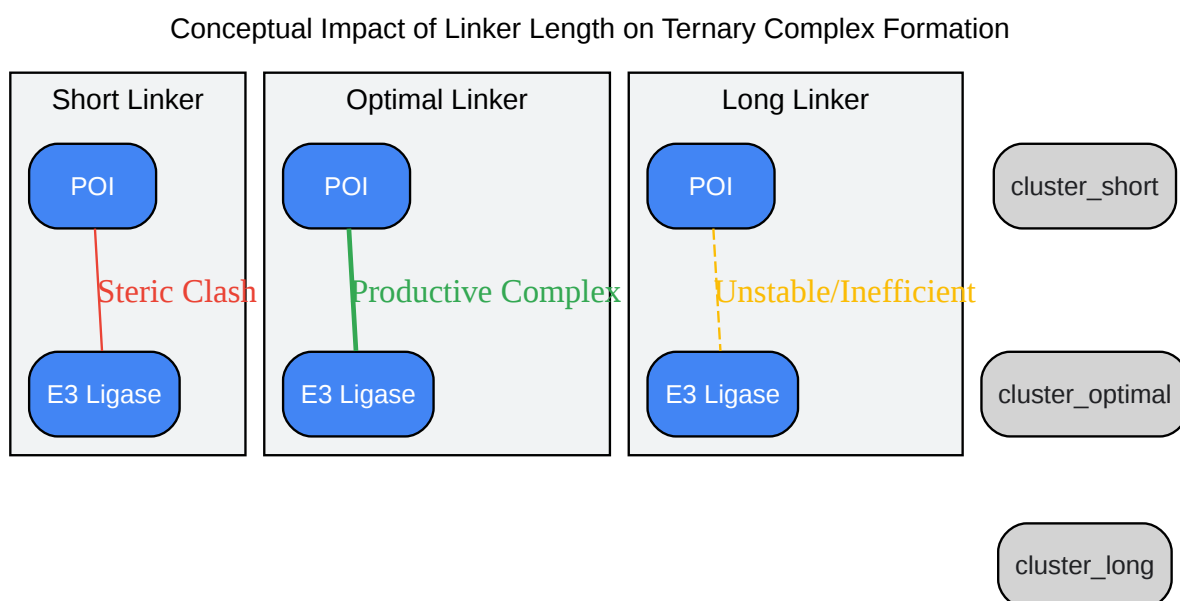 Conceptual Impact of Linker Length on Ternary Complex Formation
Short Linker
POI
Steric Clash
E3 Ligase
Optimal Linker
POI
Productive Complex
E3 Ligase
Long Linker
POI
Unstable/Inefficient
E3 Ligase
cluster_short
cluster_optimal
cluster_long